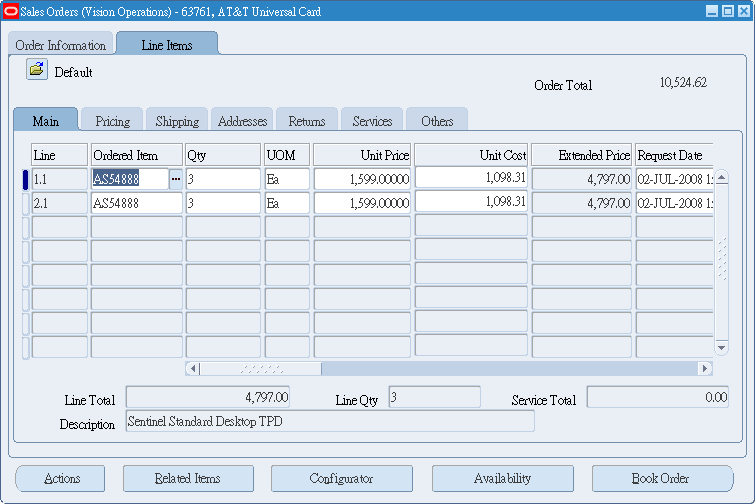 Sales Orders (Vision Operations) - 63761, AT&T Universal Card
Order Information Line Items
Default
Order Total 10,524.62
Main Pricing Shipping Addresses Returns Services Others
Line Ordered Item Qty UOM Unit Price Unit Cost Extended Price Request Date
1.1 AS54888 ... 3 Ea 1,599.00000 1,098.31 4,797.00 02-JUL-2008 1:
2.1 AS54888 3 Ea 1,599.00000 1,098.31 4,797.00 02-JUL-2008 1:
Line Total 4,797.00 Line Qty 3 Service Total 0.00
Description Sentinel Standard Desktop TPD
Actions Related Items Configurator Availability Book Order